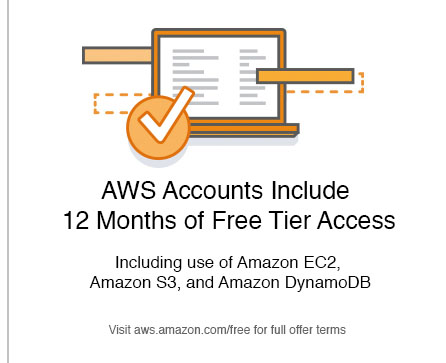 AWS Accounts Include
12 Months of Free Tier Access
Including use of Amazon EC2,
Amazon S3, and Amazon DynamoDB
Visit aws.amazon.com/free for full offer terms